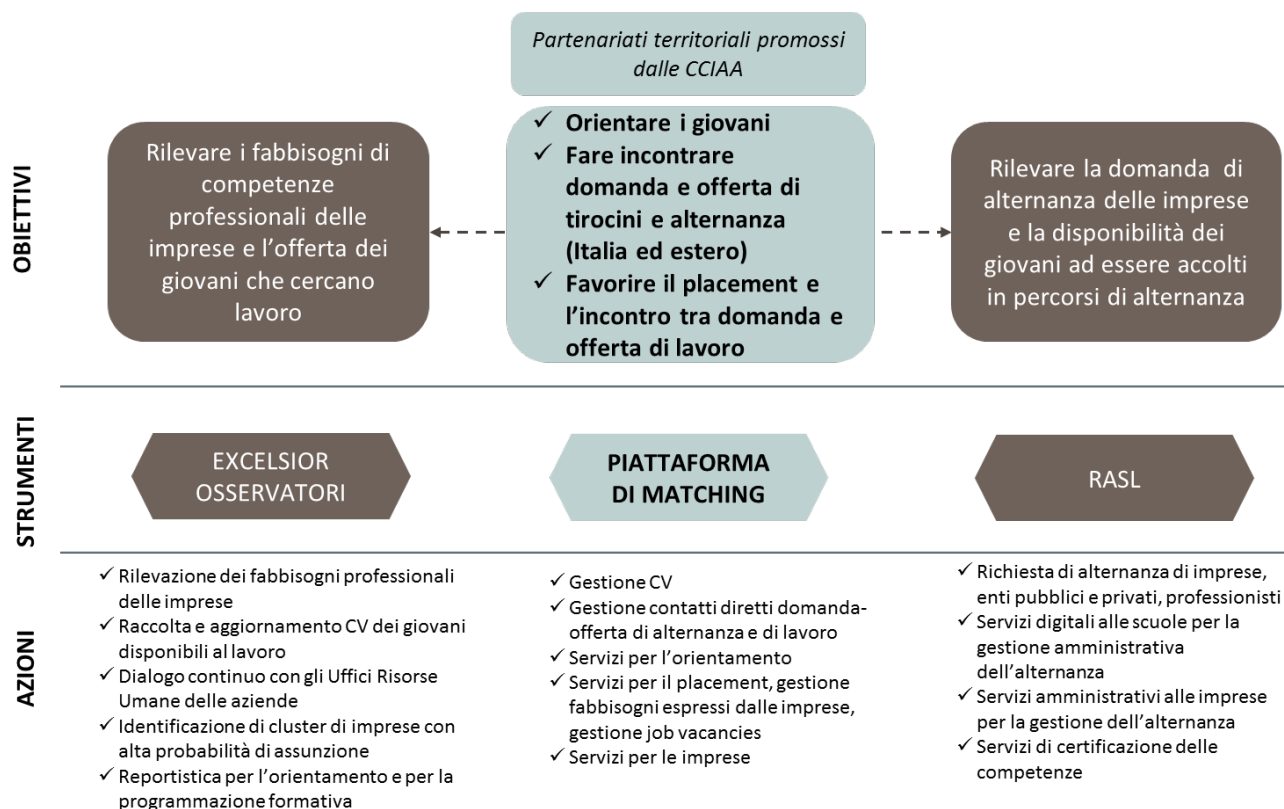 Partenariati territoriali promossi
dalle CCIAA
OBIETTIVI
Rilevare i fabbisogni di
competenze
professionali delle
imprese e l’offerta dei
giovani che cercano
lavoro
✓ Orientare i giovani
✓ Fare incontrare
domanda e offerta di
tirocini e alternanza
(Italia ed estero)
✓ Favorire il placement e
l’incontro tra domanda e
offerta di lavoro
Rilevare la domanda di
alternanza delle imprese
e la disponibilità dei
giovani ad essere accolti
in percorsi di alternanza
STRUMENTI
EXCELSIOR
OSSERVATORI
PIATTAFORMA
DI MATCHING
RASL
AZIONI
✓ Rilevazione dei fabbisogni professionali
delle imprese
✓ Raccolta e aggiornamento CV dei giovani
disponibili al lavoro
✓ Dialogo continuo con gli Uffici Risorse
Umane delle aziende
✓ Identificazione di cluster di imprese con
alta probabilità di assunzione
✓ Reportistica per l’orientamento e per la
programmazione formativa
✓ Gestione CV
✓ Gestione contatti diretti domanda-
offerta di alternanza e di lavoro
✓ Servizi per l’orientamento
✓ Servizi per il placement, gestione
fabbisogni espressi dalle imprese,
gestione job vacancies
✓ Servizi per le imprese
✓ Richiesta di alternanza di imprese,
enti pubblici e privati, professionisti
✓ Servizi digitali alle scuole per la
gestione amministrativa
dell’alternanza
✓ Servizi amministrativi alle imprese
per la gestione dell’alternanza
✓ Servizi di certificazione delle
competenze